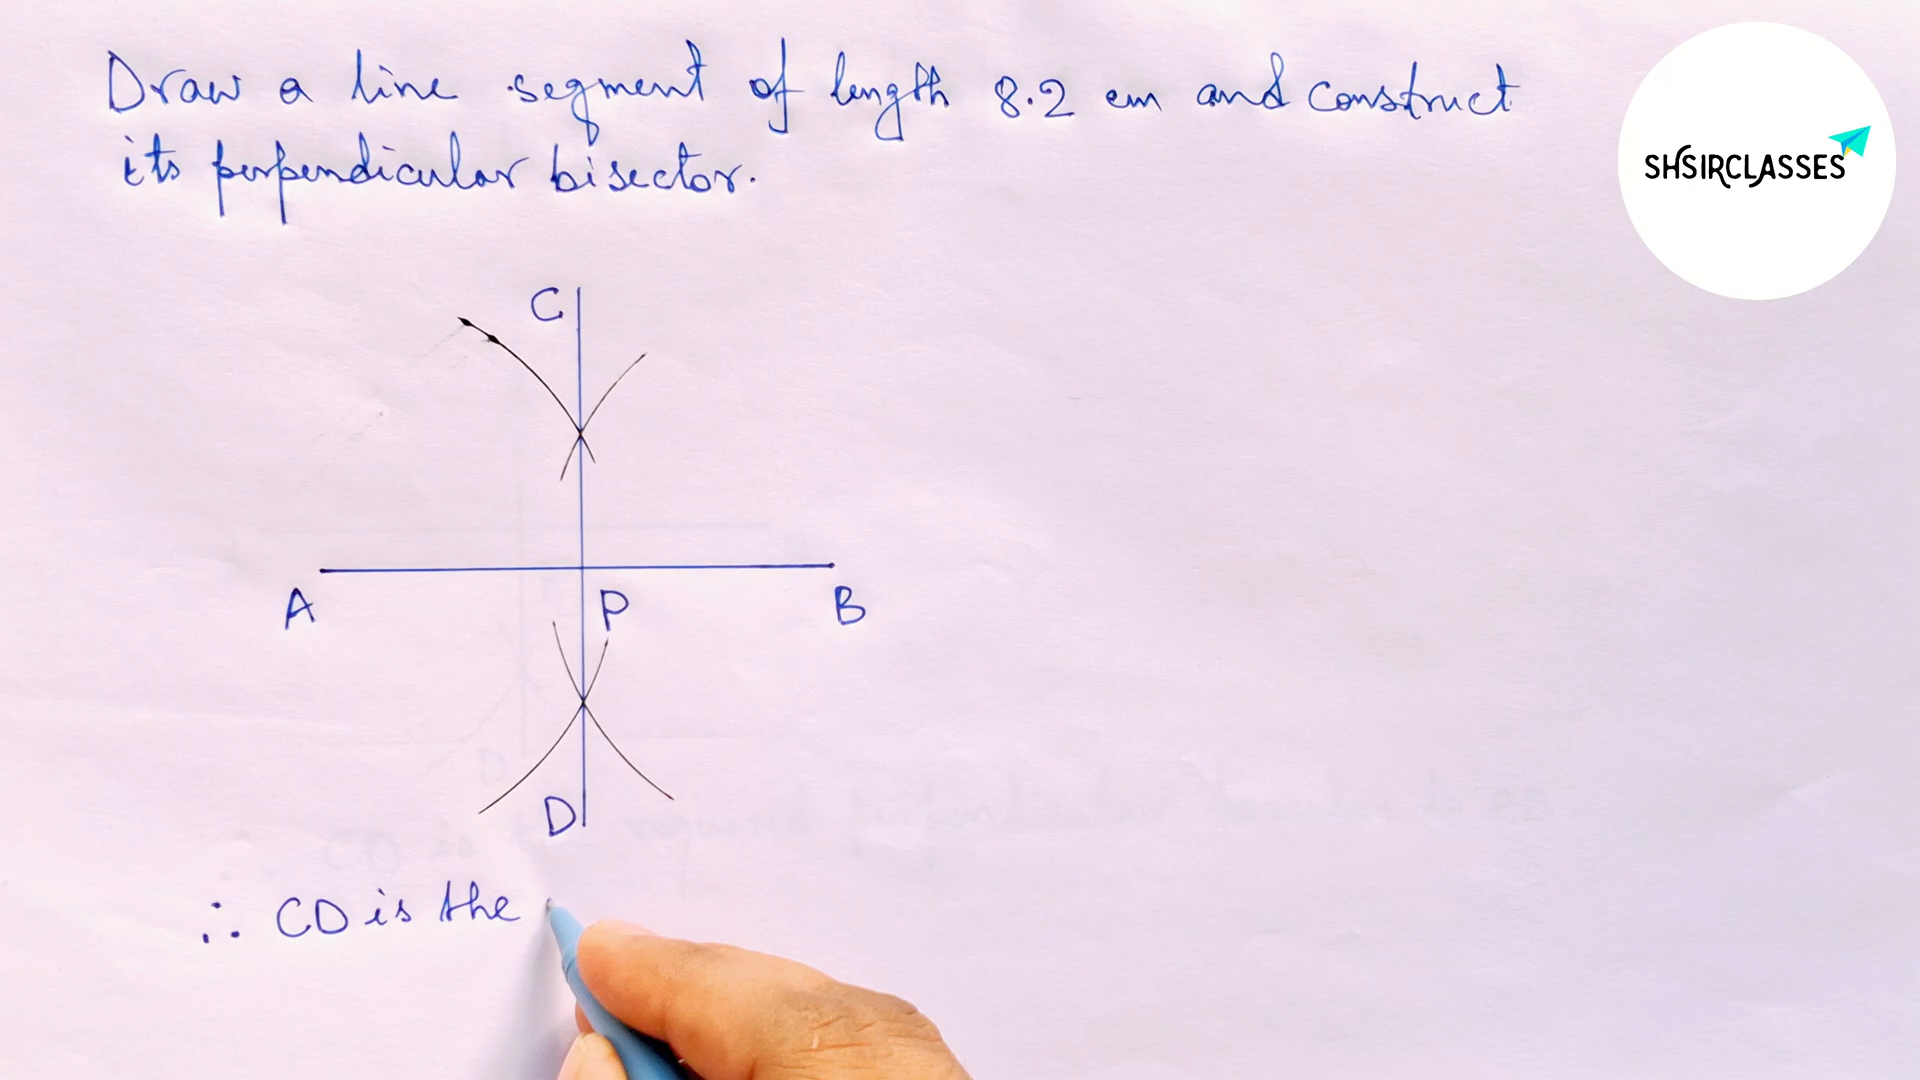 Draw a line segment of length 8.2 cm and construct
its perpendicular bisector.
SHSIRCLASSES
C
A P B
D
∴ CD is the